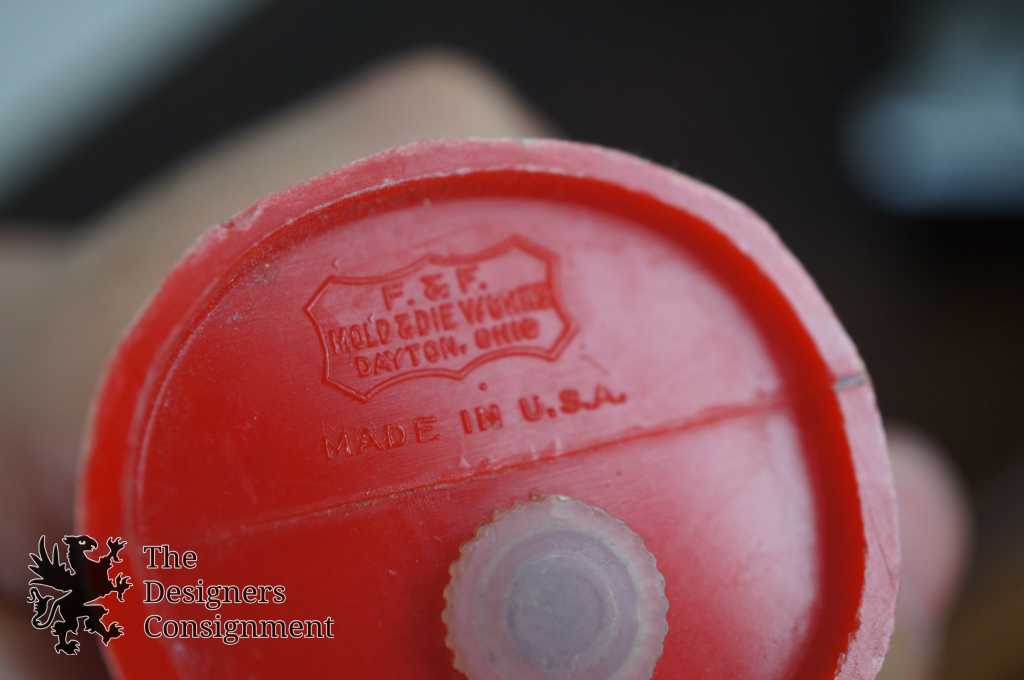 F. & F.
MOLD & DIE WORKS
DAYTON, OHIO
MADE IN U.S.A.
The
Designers
Consignment